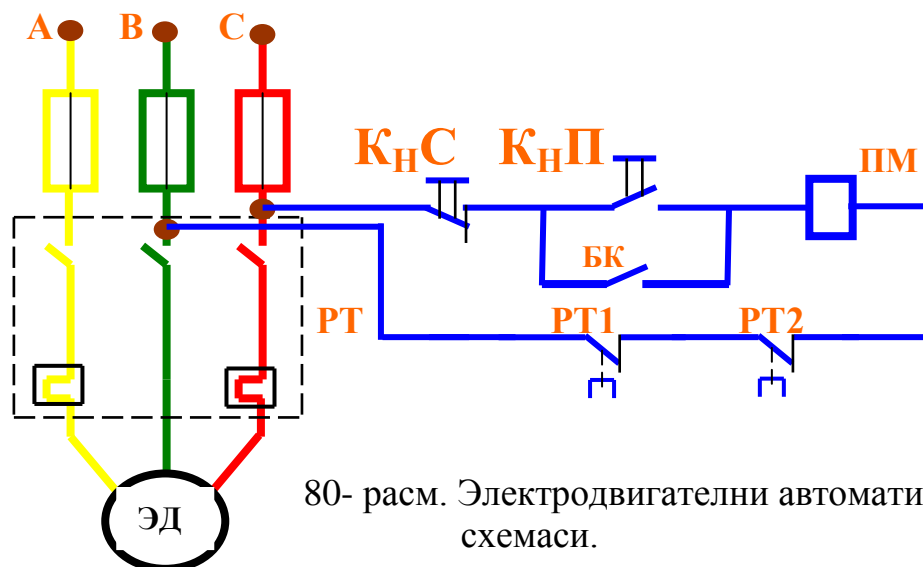 А В С
КнС КнП ПМ
БК
РТ РТ1 РТ2
ЭД
80- расм. Электродвигателни автомати
схемаси.